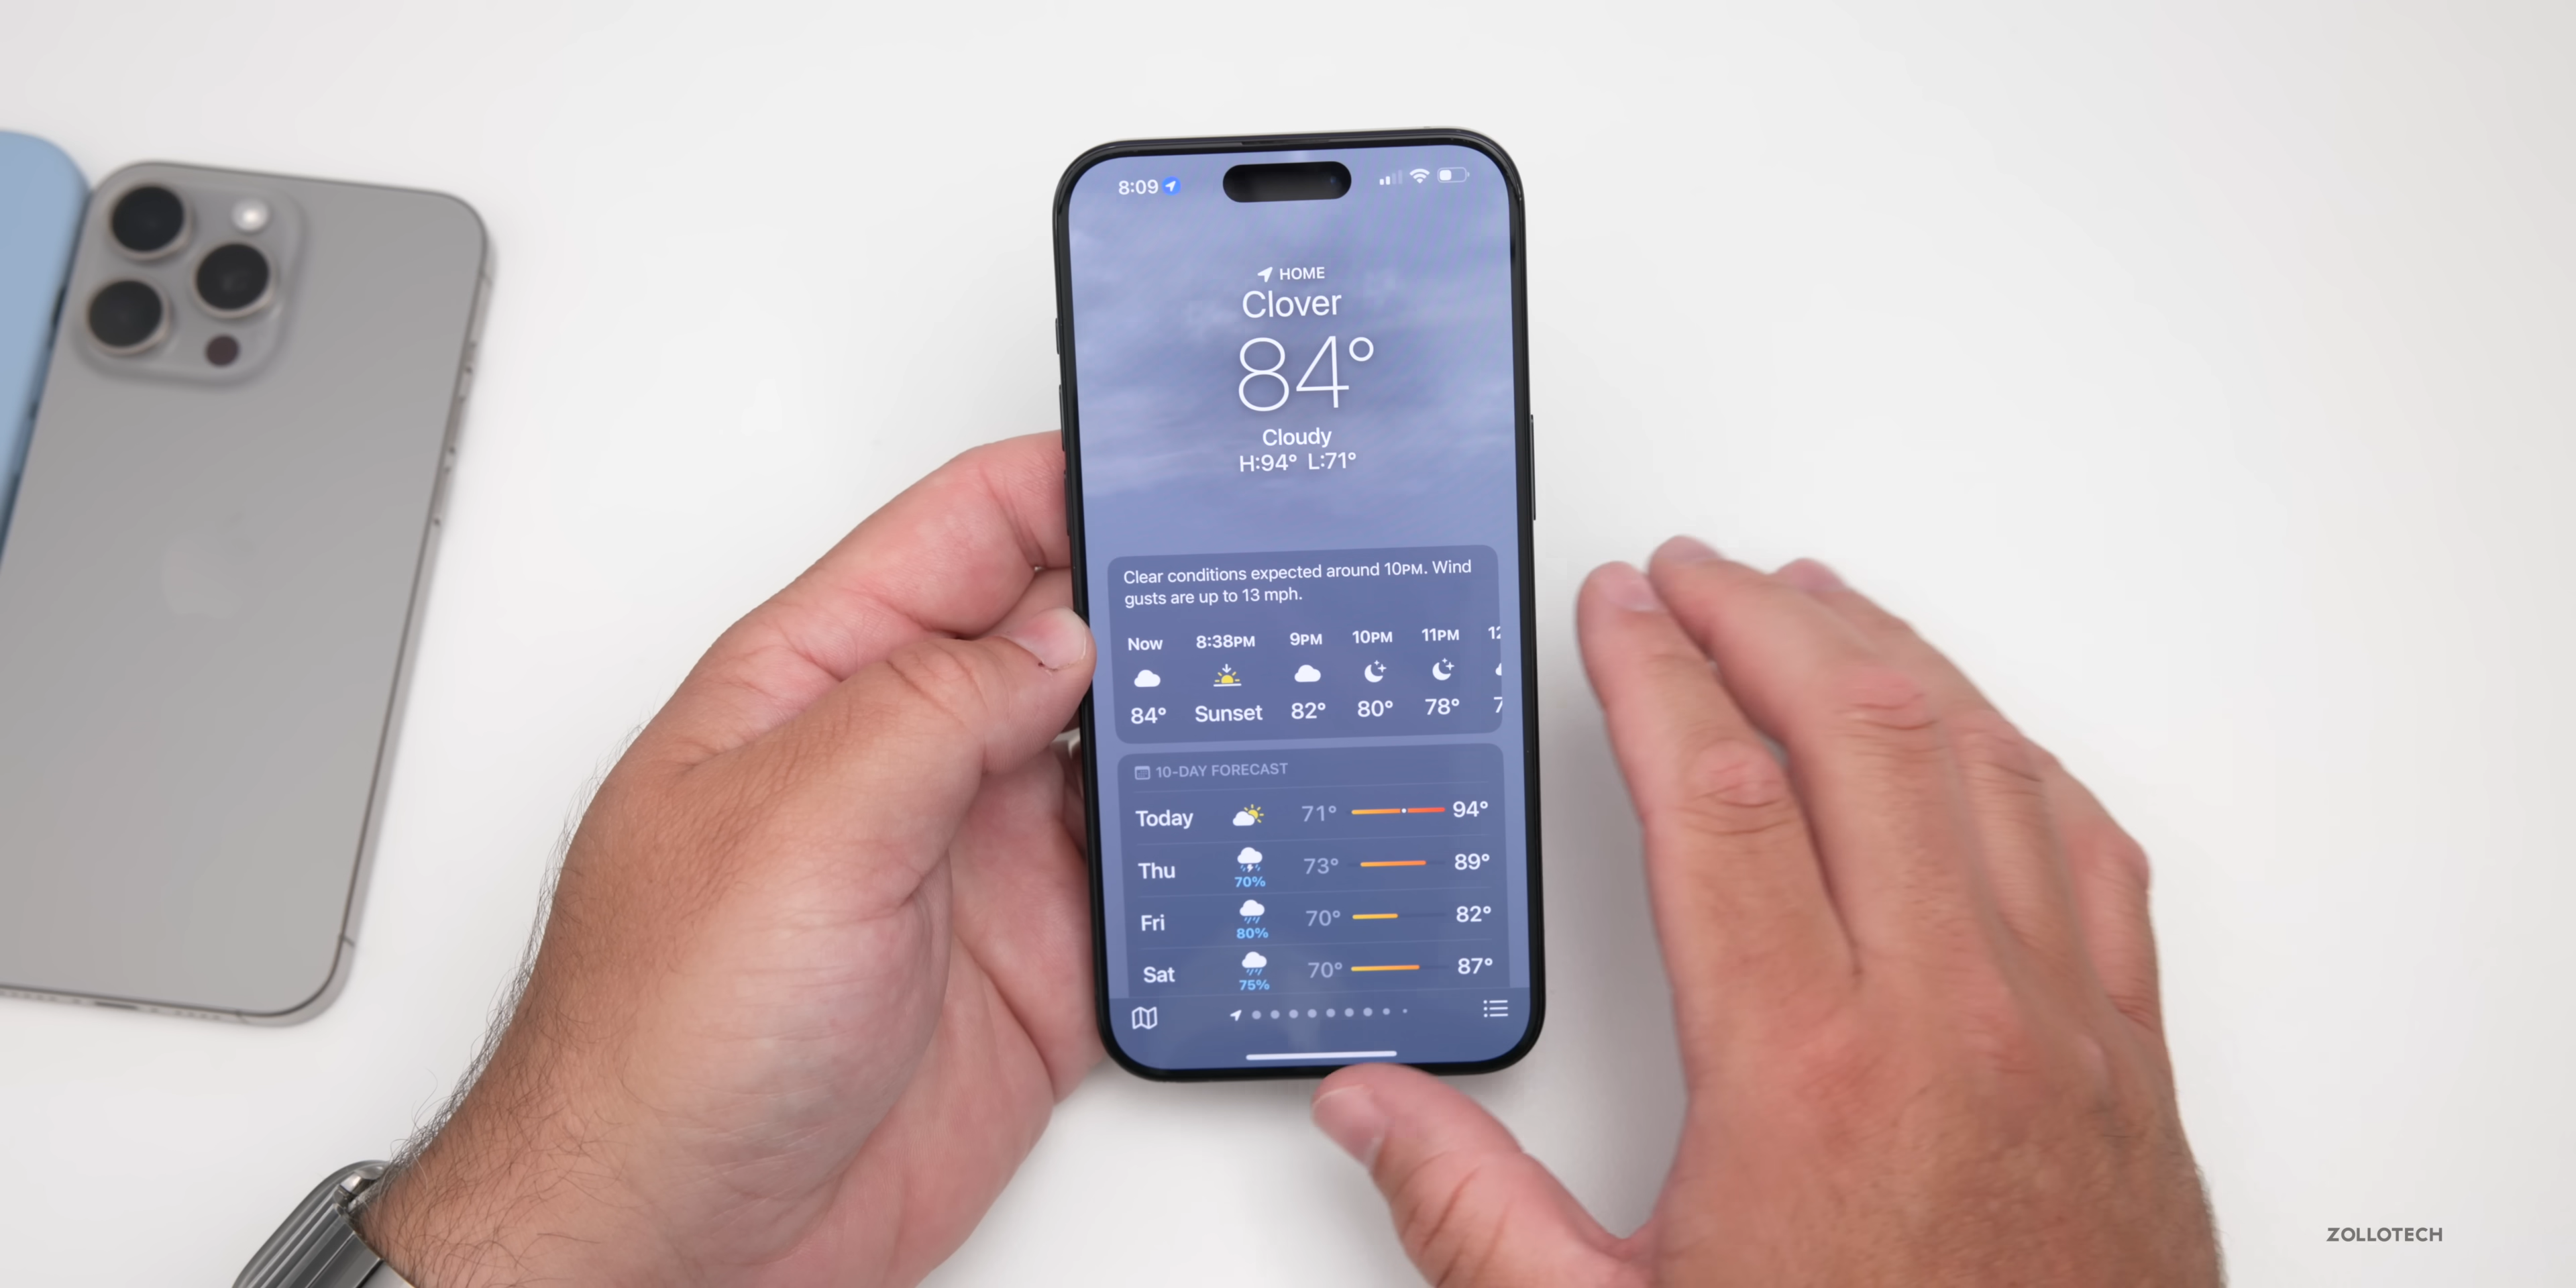 8:09
HOME
Clover
84°
Cloudy
H:94° L:71°
Clear conditions expected around 10PM. Wind
gusts are up to 13 mph.
Now 8:38PM 9PM 10PM 11PM
84° Sunset 82° 80° 78°
10-DAY FORECAST
Today 71° 94°
Thu 70% 73° 89°
Fri 80% 70° 82°
Sat 75% 70° 87°
ZOLLOTECH